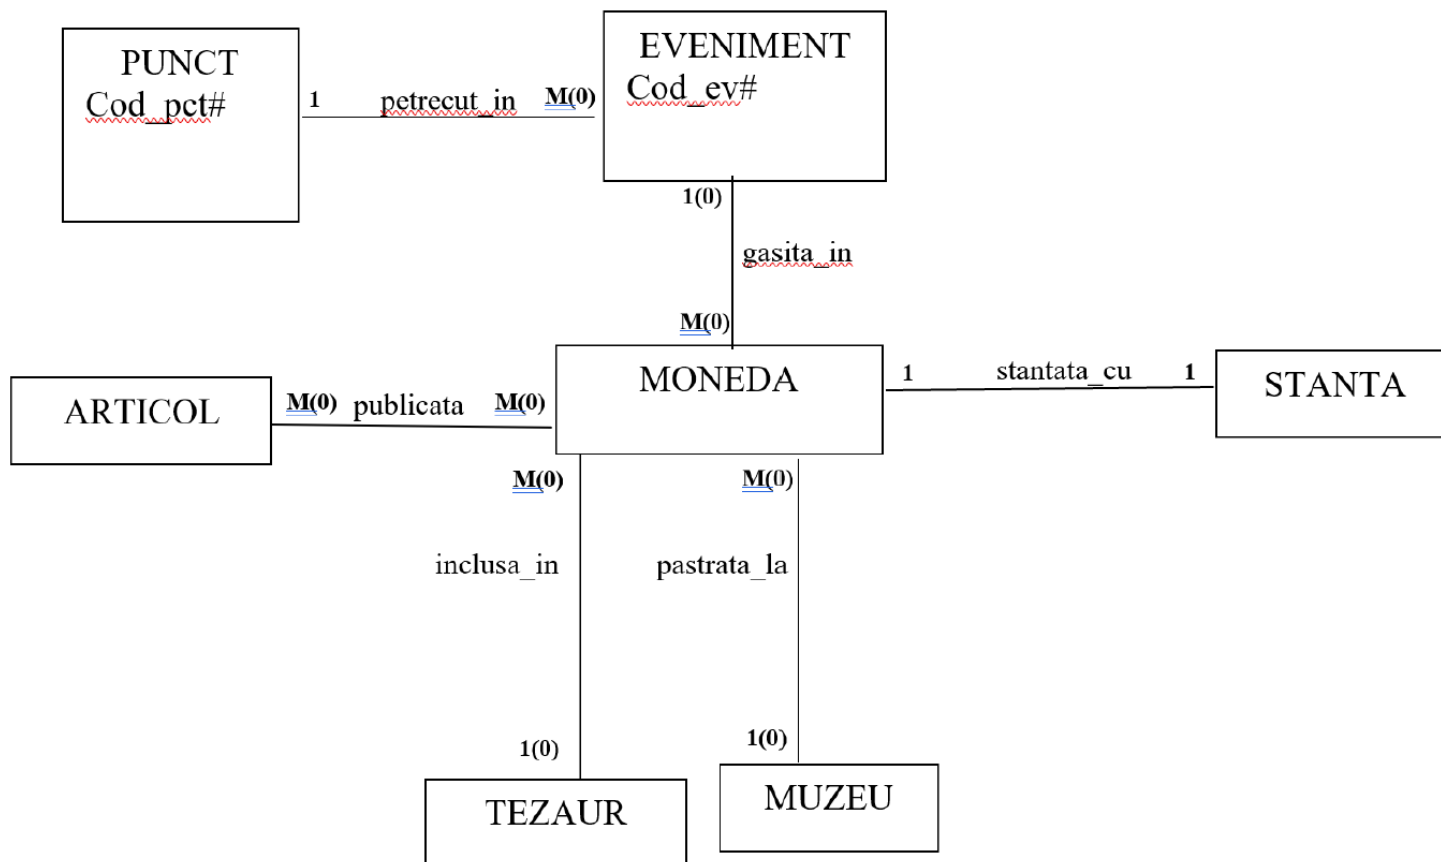 PUNCT
Cod_pct#
1
petrecut_in
M(0)
EVENIMENT
Cod_ev#
1(0)
gasita_in
M(0)
ARTICOL
M(0)
publicata
M(0)
MONEDA
1
stantata_cu
1
STANTA
M(0)
M(0)
inclusa_in
pastrata_la
1(0)
1(0)
TEZAUR
MUZEU